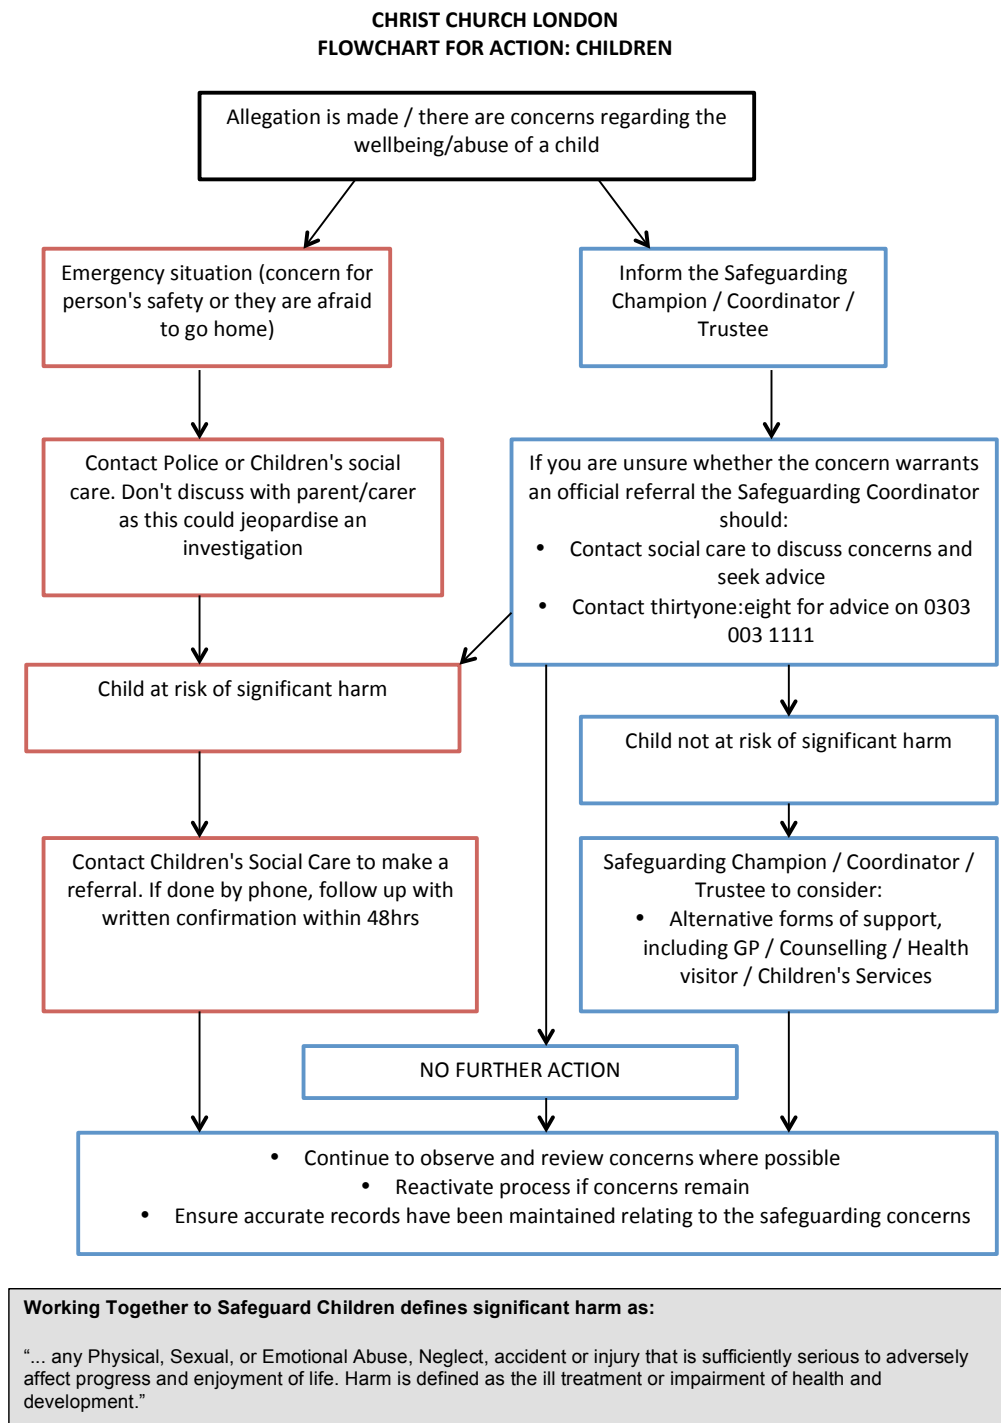 CHRIST CHURCH LONDON
FLOWCHART FOR ACTION: CHILDREN
Allegation is made / there are concerns regarding the
wellbeing/abuse of a child
Emergency situation (concern for
person's safety or they are afraid
to go home)
Inform the Safeguarding
Champion / Coordinator /
Trustee
Contact Police or Children's social
care. Don't discuss with parent/carer
as this could jeopardise an
investigation
If you are unsure whether the concern warrants
an official referral the Safeguarding Coordinator
should:
• Contact social care to discuss concerns and
seek advice
• Contact thirtyone:eight for advice on 0303
003 1111
Child at risk of significant harm
Child not at risk of significant harm
Contact Children's Social Care to make a
referral. If done by phone, follow up with
written confirmation within 48hrs
Safeguarding Champion / Coordinator /
Trustee to consider:
• Alternative forms of support,
including GP / Counselling / Health
visitor / Children's Services
NO FURTHER ACTION
• Continue to observe and review concerns where possible
• Reactivate process if concerns remain
• Ensure accurate records have been maintained relating to the safeguarding concerns
Working Together to Safeguard Children defines significant harm as:
“... any Physical, Sexual, or Emotional Abuse, Neglect, accident or injury that is sufficiently serious to adversely
affect progress and enjoyment of life. Harm is defined as the ill treatment or impairment of health and
development.”